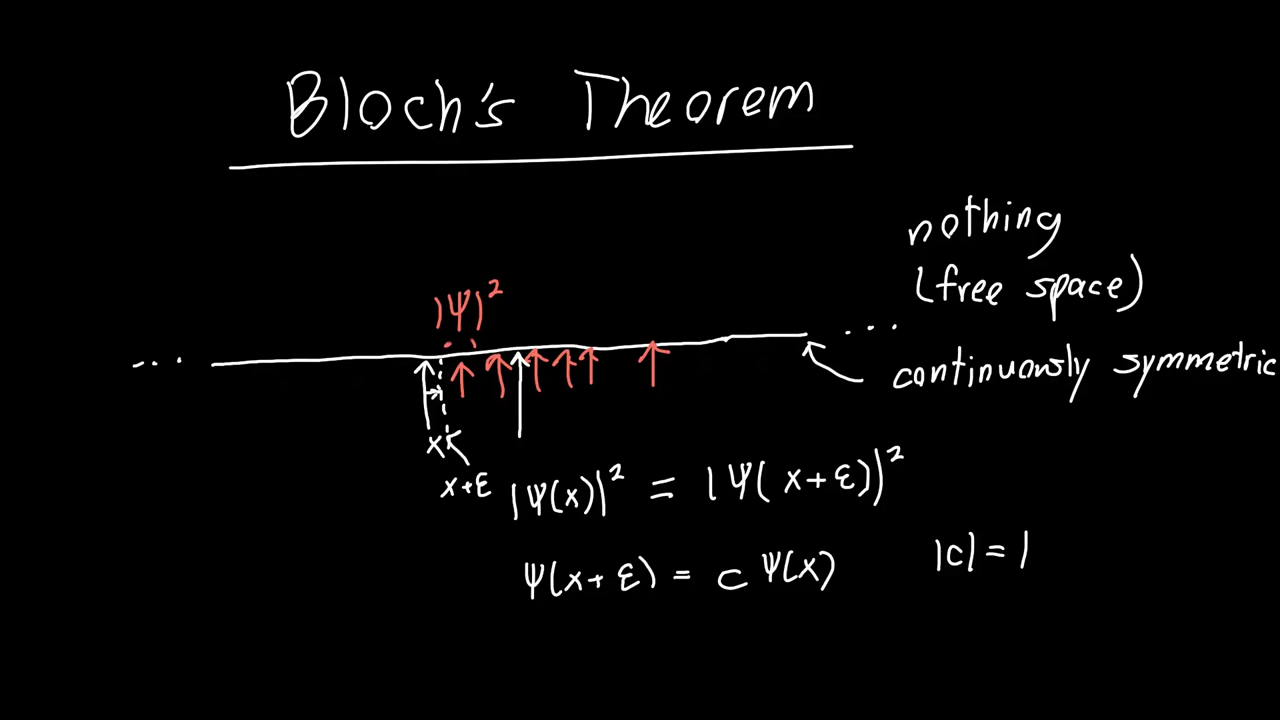 Bloch's Theorem
nothing
(free space)
|Ψ|²
...
...
continuously symmetric
x
x+ε
|Ψ(x)|² = |Ψ(x+ε)|²
Ψ(x+ε) = c Ψ(x)
|c| = 1